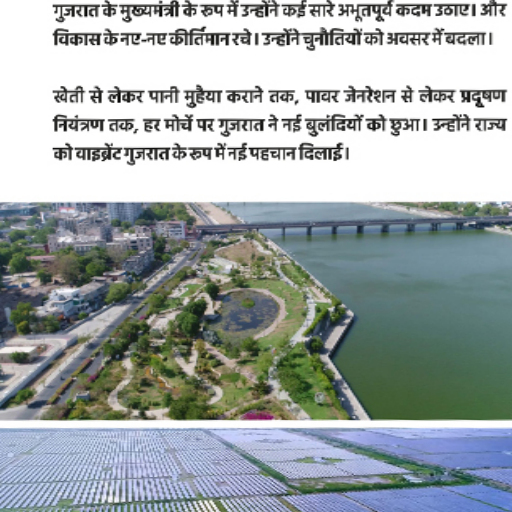 गुजरात के मुख्यमंत्री के रूप में उन्होंने कई सारे अभूतपूर्व कदम उठाए। और
विकास के नए-नए कीर्तिमान रचे। उन्होंने चुनौतियों को अवसर में बदला।
खेती से लेकर पानी मुहैया कराने तक, पावर जेनरेशन से लेकर प्रदूषण
नियंत्रण तक, हर मोर्चे पर गुजरात ने नई बुलंदियों को छुआ। उन्होंने राज्य
को वाइब्रेंट गुजरात के रूप में नई पहचान दिलाई।